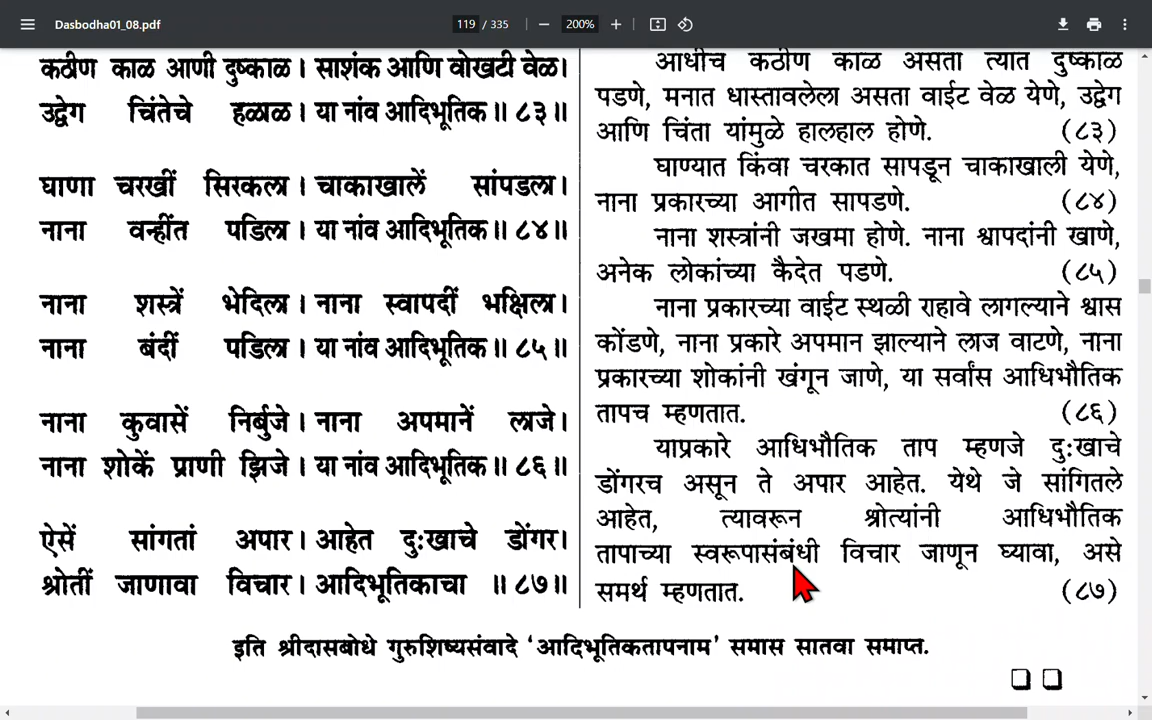 Dasbodha01_08.pdf
119 / 335
200%
कठीण काळ आणी दुष्काळ। साशंक आणि वोखटी वेळ।
उद्वेग चिंतेचे हळाळ। या नांव आदिभूतिक॥ ८३॥
घाणा चरखीं सिरकला। चाकाखालें सांपडला।
नाना वन्हींत पडिला। या नांव आदिभूतिक॥ ८४॥
नाना शस्त्रें भेदिला। नाना स्वापदीं भक्षिला।
नाना बंदीं पडिला। या नांव आदिभूतिक॥ ८५॥
नाना कुवासें निर्बुजे। नाना अपमानें लाजे।
नाना शोकें प्राणी झिजे। या नांव आदिभूतिक॥ ८६॥
ऐसें सांगतां अपार। आहेत दुःखाचे डोंगर।
श्रोतीं जाणावा विचार। आदिभूतिकाचा ॥ ८७॥
आधीच कठीण काळ असता त्यात दुष्काळ
पडणे, मनात धास्तावलेला असता वाईट वेळ येणे, उद्वेग
आणि चिंता यांमुळे हालहाल होणे. (८३)
घाण्यात किंवा चरकात सापडून चाकाखाली येणे,
नाना प्रकारच्या आगीत सापडणे. (८४)
नाना शस्त्रांनी जखमा होणे. नाना श्वापदांनी खाणे,
अनेक लोकांच्या कैदेत पडणे. (८५)
नाना प्रकारच्या वाईट स्थळी राहावे लागल्याने श्वास
कोंडणे, नाना प्रकारे अपमान झाल्याने लाज वाटणे, नाना
प्रकारच्या शोकांनी खंगून जाणे, या सर्वांस आधिभौतिक
तापच म्हणतात. (८६)
याप्रकारे आधिभौतिक ताप म्हणजे दुःखाचे
डोंगरच असून ते अपार आहेत. येथे जे सांगितले
आहेत, त्यावरून श्रोत्यांनी आधिभौतिक
तापाच्या स्वरूपासंबंधी विचार जाणून घ्यावा, असे
समर्थ म्हणतात. (८७)
इति श्रीदासबोधे गुरुशिष्यसंवादे ‘आदिभूतिकतापनाम’ समास सातवा समाप्त.